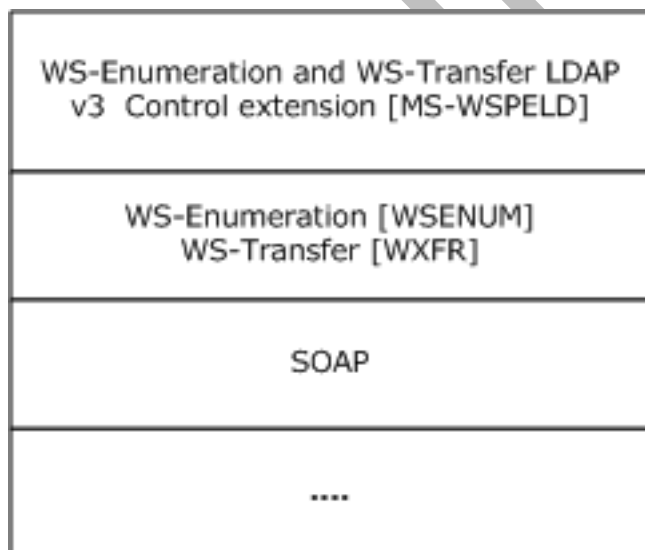 WS-Enumeration and WS-Transfer LDAP
v3 Control extension [MS-WSPELD]
WS-Enumeration [WSENUM]
WS-Transfer [WXFR]
SOAP
....